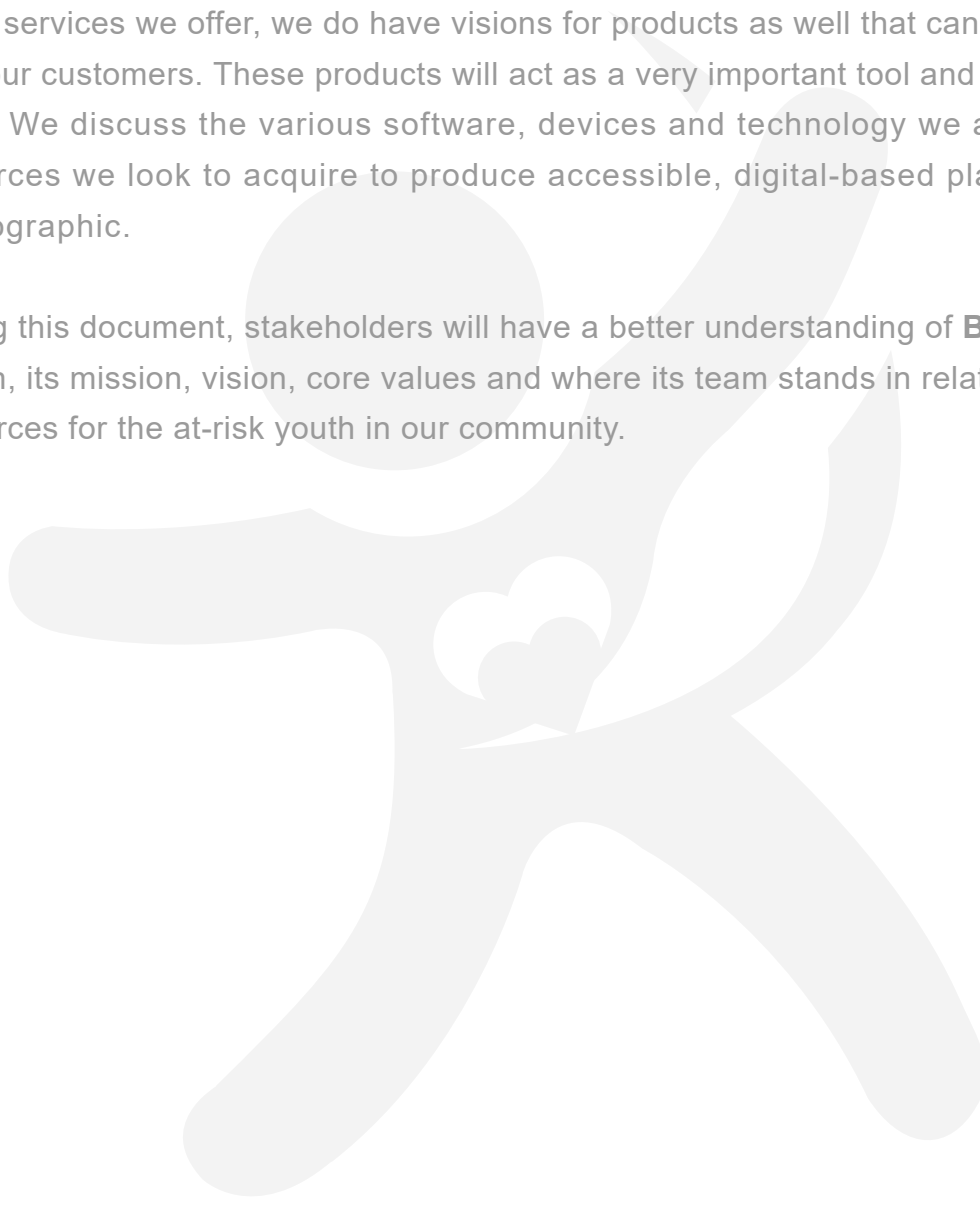 services we offer, we do have visions for products as well that can
ur customers. These products will act as a very important tool and
We discuss the various software, devices and technology we a
rces we look to acquire to produce accessible, digital-based pla
ographic.
g this document, stakeholders will have a better understanding of B
n, its mission, vision, core values and where its team stands in relat
rces for the at-risk youth in our community.